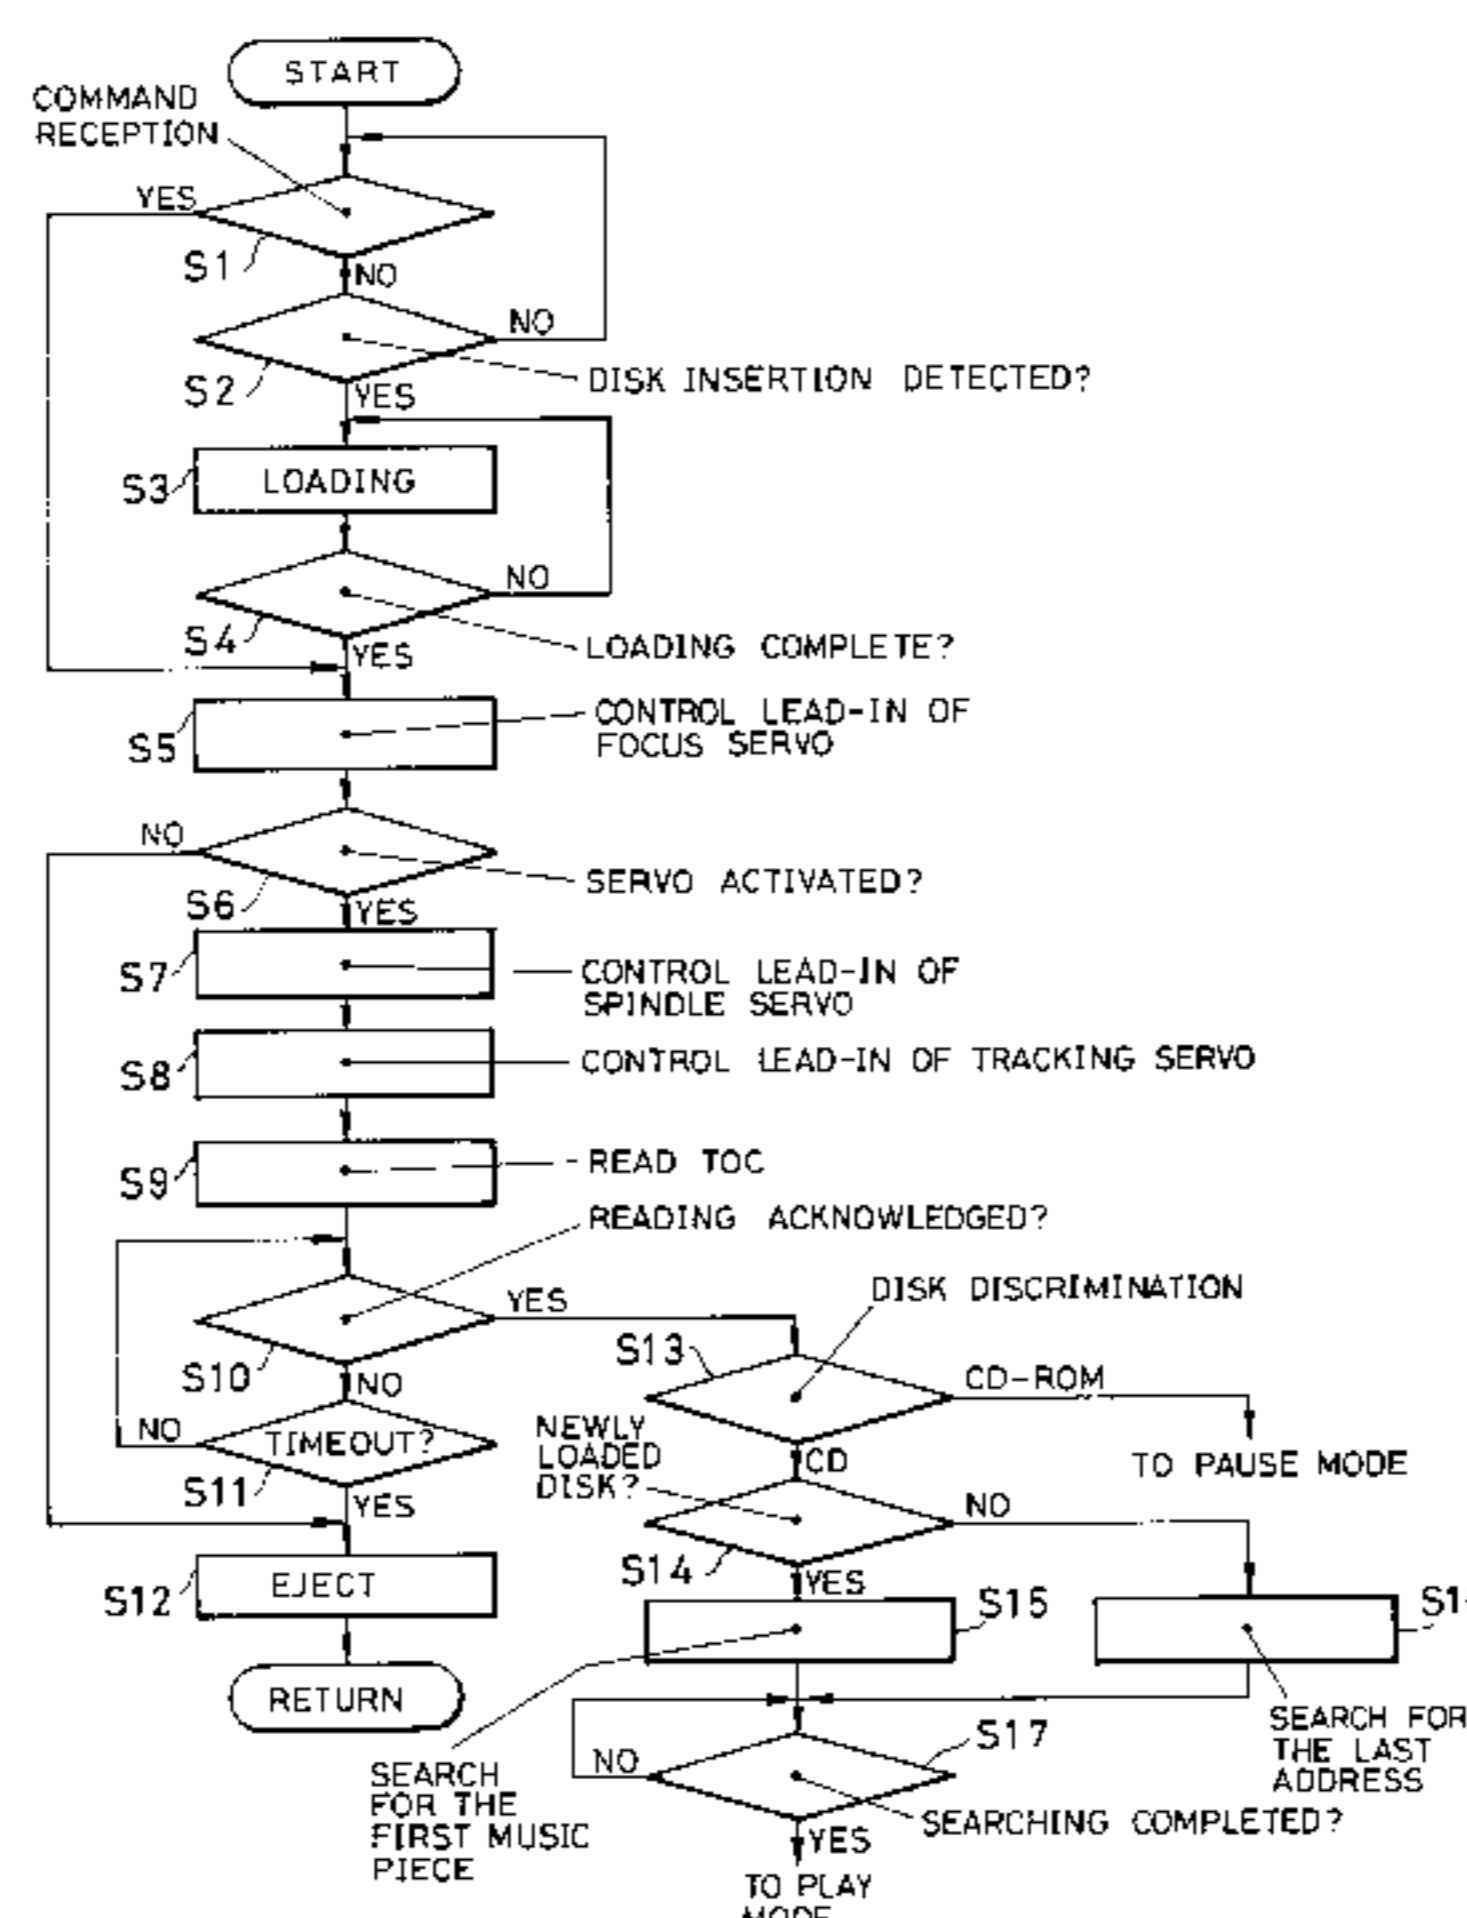 START
COMMAND
RECEPTION
YES
S1
NO
NO
S2
DISK INSERTION DETECTED?
YES
S3
LOADING
NO
S4
LOADING COMPLETE?
YES
CONTROL LEAD-IN OF
FOCUS SERVO
S5
NO
SERVO ACTIVATED?
S6
YES
S7
CONTROL LEAD-IN OF
SPINDLE SERVO
S8
CONTROL LEAD-IN OF TRACKING SERVO
S9
READ TOC
READING ACKNOWLEDGED?
YES
DISK DISCRIMINATION
S13
S10
NO
CD-ROM
NO
TIMEOUT?
NEWLY
LOADED
DISK?
CD
TO PAUSE MODE
S11
YES
NO
S14
YES
S12
EJECT
S15
RETURN
SEARCH FOR
THE LAST
ADDRESS
S17
NO
SEARCH
FOR THE
FIRST MUSIC
PIECE
SEARCHING COMPLETED?
YES
TO PLAY
MODE